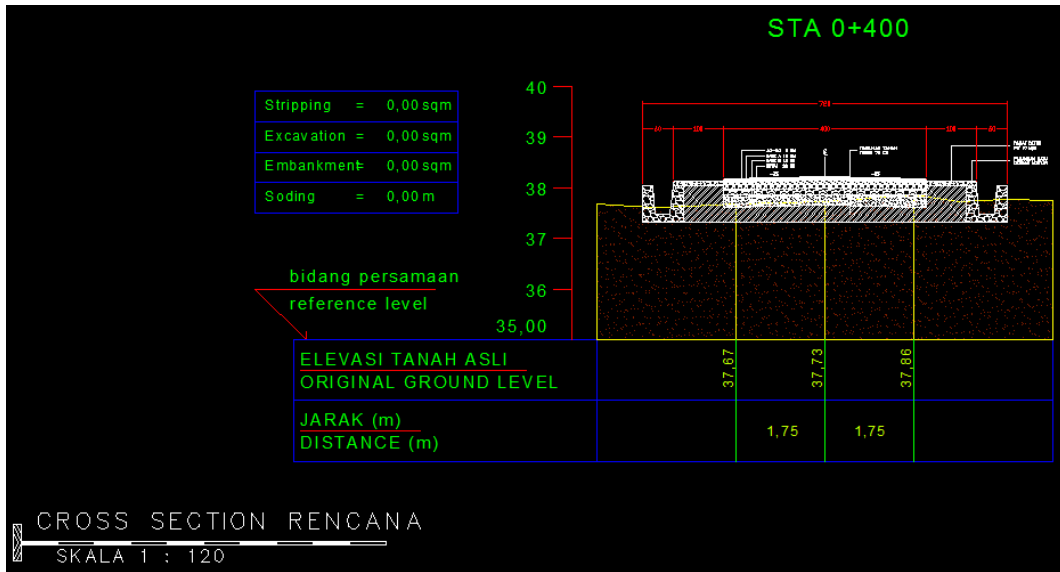 STA 0+400
Stripping = 0,00 sqm
Excavation = 0,00 sqm
Embankment= 0,00 sqm
Soding = 0,00 m
40
39
38
37
36
35,00
400
bidang persamaan
reference level
ELEVASI TANAH ASLI
ORIGINAL GROUND LEVEL
37,67
37,73
37,86
JARAK (m)
DISTANCE (m)
1,75
1,75
CROSS SECTION RENCANA
SKALA 1 : 120